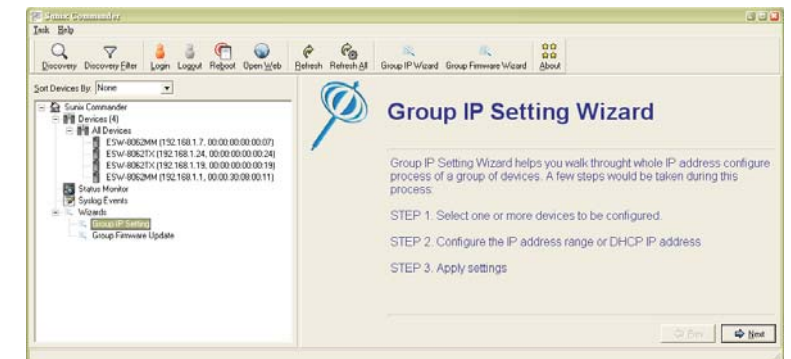 Sunix Commander
Task Help
Discovery Discovery Filter Login Logout Reboot Open Web Refresh Refresh All Group IP Wizard Group Firmware Wizard About
Sort Devices By: None
Sunix Commander
Devices (4)
All Devices
ESW-8062MM (192.168.1.7, 00:00:00:00:00:07)
ESW-8062TX (192.168.1.24, 00:00:00:00:00:24)
ESW-8062TX (192.168.1.19, 00:00:00:00:00:19)
ESW-8062MM (192.168.1.1, 00:00:30:08:00:11)
Status Monitor
Syslog Events
Wizards
Group IP Setting
Group Firmware Update
Group IP Setting Wizard
Group IP Setting Wizard helps you walk throught whole IP address configure
process of a group of devices. A few steps would be taken during this
process:
STEP 1. Select one or more devices to be configured.
STEP 2. Configure the IP address range or DHCP IP address
STEP 3. Apply settings
Prev Next